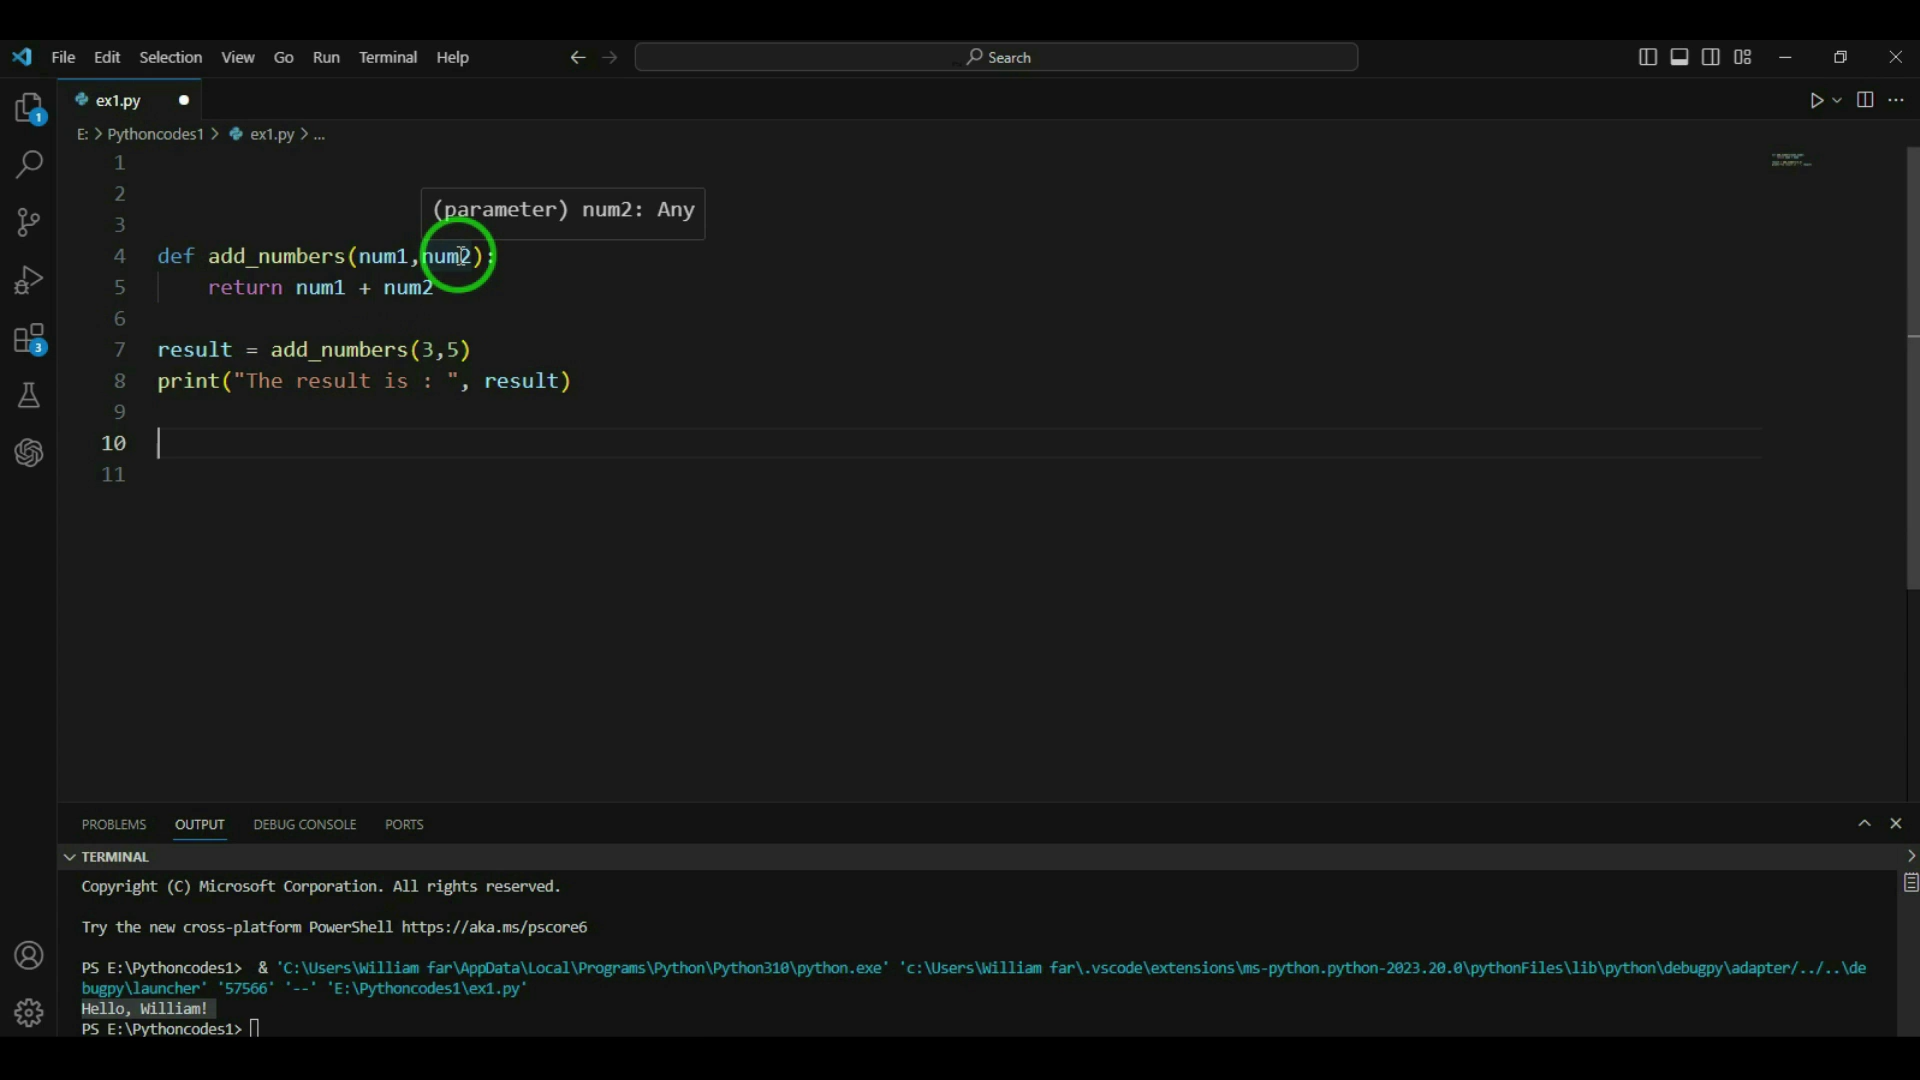 File Edit Selection View Go Run Terminal Help Search
ex1.py
E: > Pythoncodes1 > ex1.py > ...
1
2
(parameter) num2: Any
3
4 def add_numbers(num1,num2):
5 return num1 + num2
6
7 result = add_numbers(3,5)
8 print("The result is : ", result)
9
10
11
1
3
PROBLEMS OUTPUT DEBUG CONSOLE PORTS
TERMINAL
Copyright (C) Microsoft Corporation. All rights reserved.
Try the new cross-platform PowerShell https://aka.ms/pscore6
PS E:\Pythoncodes1> & 'C:\Users\William far\AppData\Local\Programs\Python\Python310\python.exe' 'c:\Users\William far\.vscode\extensions\ms-python.python-2023.20.0\pythonFiles\lib\python\debugpy\adapter/../..\de
bugpy\launcher' '57566' '--' 'E:\Pythoncodes1\ex1.py'
Hello, William!
PS E:\Pythoncodes1>